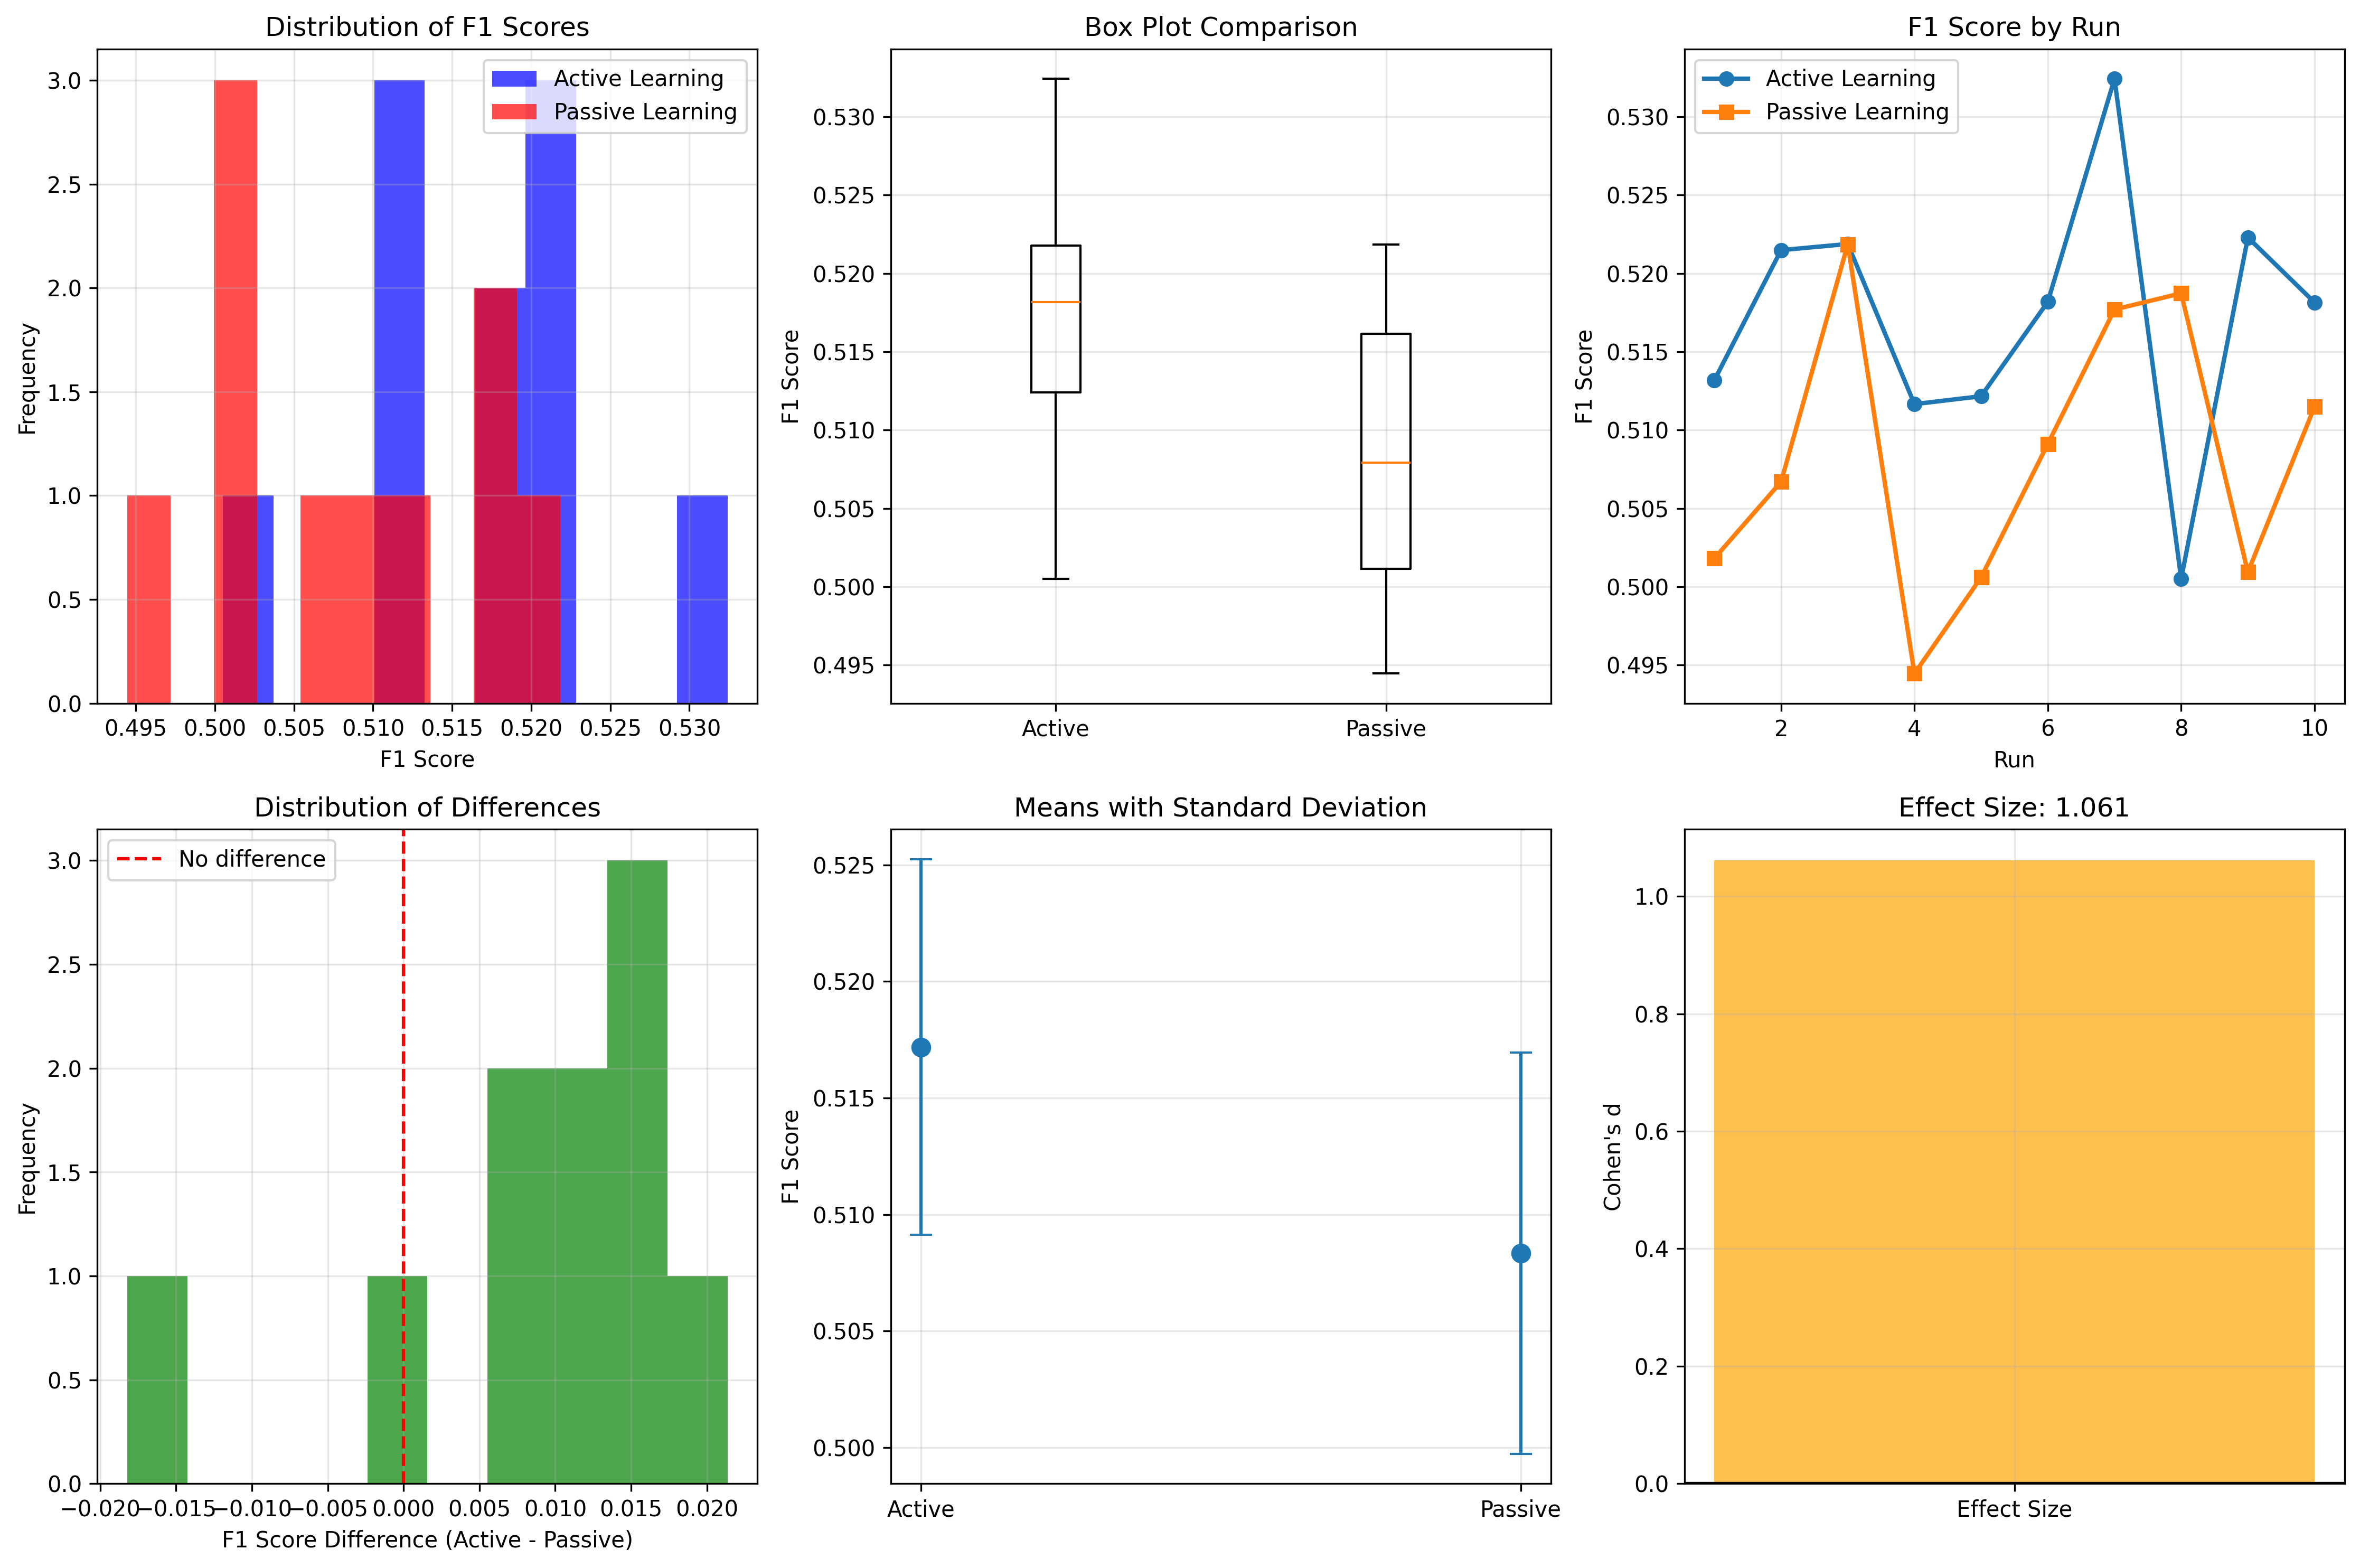 Distribution of F1 Scores
Active Learning
Passive Learning
3.0
2.5
2.0
1.5
1.0
0.5
0.0
Frequency
0.495 0.500 0.505 0.510 0.515 0.520 0.525 0.530
F1 Score
Box Plot Comparison
0.530
0.525
0.520
0.515
0.510
0.505
0.500
0.495
F1 Score
Active Passive
F1 Score by Run
Active Learning
Passive Learning
0.530
0.525
0.520
0.515
0.510
0.505
0.500
0.495
F1 Score
2 4 6 8 10
Run
Distribution of Differences
No difference
3.0
2.5
2.0
1.5
1.0
0.5
0.0
Frequency
−0.020 −0.015 −0.010 −0.005 0.000 0.005 0.010 0.015 0.020
F1 Score Difference (Active - Passive)
Means with Standard Deviation
0.525
0.520
0.515
0.510
0.505
0.500
F1 Score
Active Passive
Effect Size: 1.061
1.0
0.8
0.6
0.4
0.2
0.0
Cohen's d
Effect Size